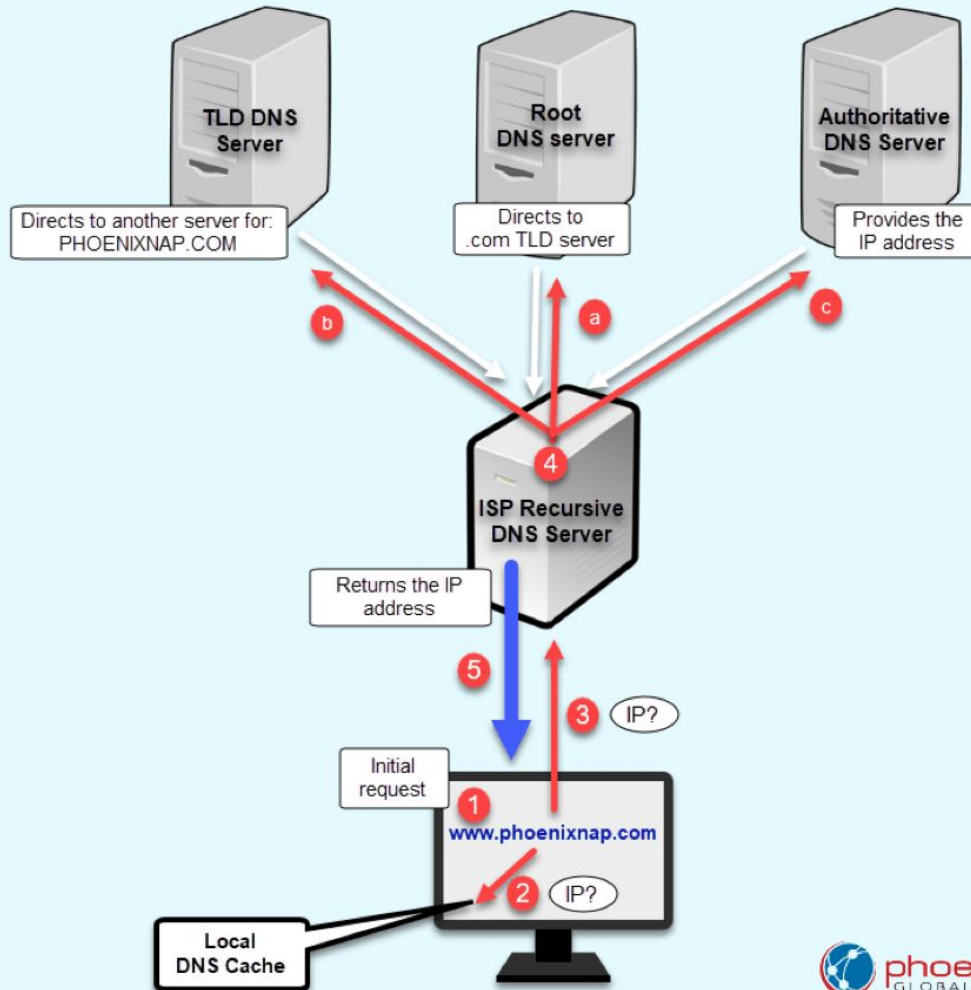 TLD DNS
Server
Root
DNS server
Authoritative
DNS Server
Directs to another server for:
PHOENIXNAP.COM
Directs to
.com TLD server
Provides the
IP address
b
a
c
4
ISP Recursive
DNS Server
Returns the IP
address
5
3
IP?
Initial
request
1
www.phoenixnap.com
2
IP?
Local
DNS Cache
phoe
GLOBAL